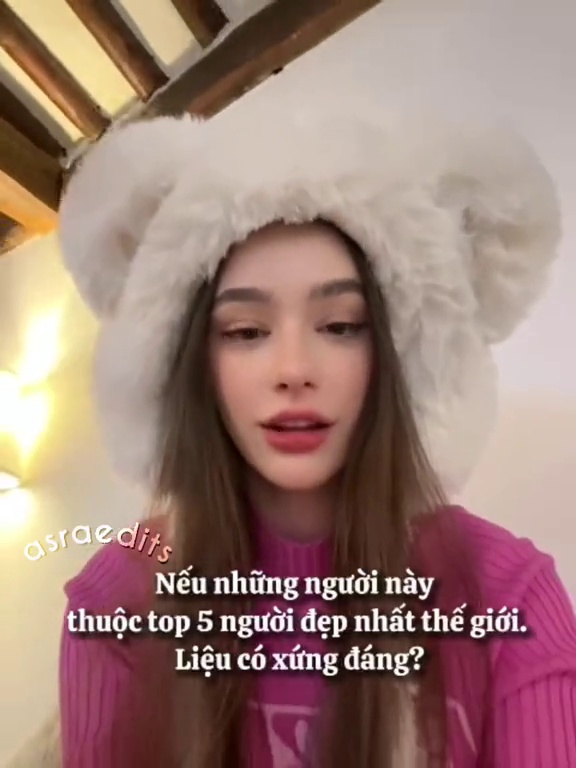 asraedits
Nếu những người này
thuộc top 5 người đẹp nhất thế giới.
Liệu có xứng đáng?